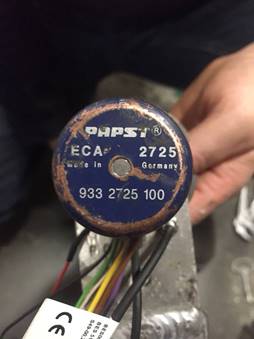 PAPST®
ECA- 2725
Made in Germany
933 2725 100
CE